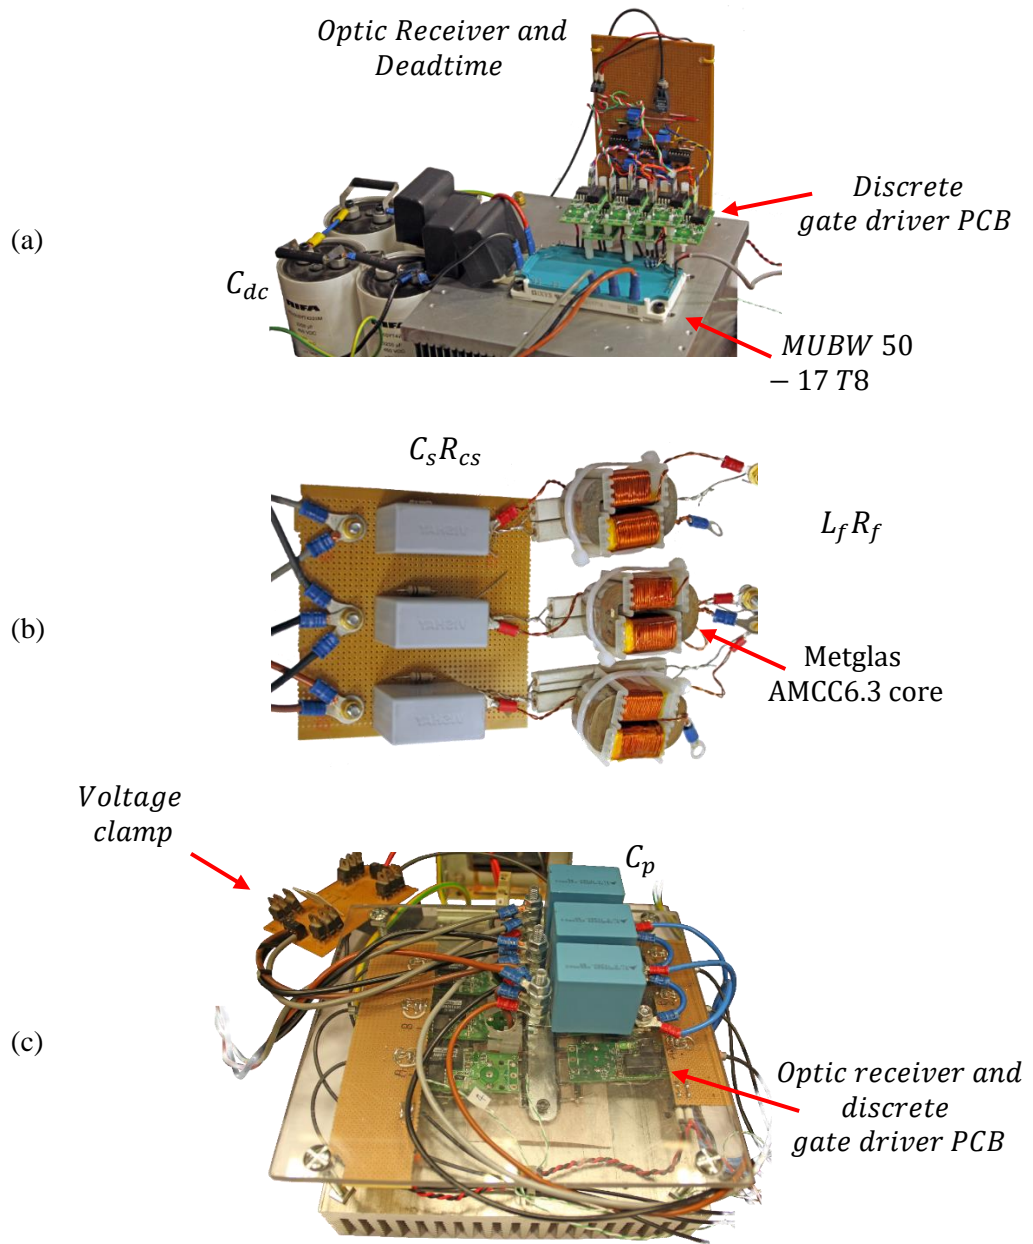 Optic Receiver and
Deadtime
(a)
Discrete
gate driver PCB
C_dc
MUBW 50
− 17 T8
C_s R_cs
L_f R_f
(b)
Metglas
AMCC6.3 core
Voltage
clamp
C_p
(c)
Optic receiver and
discrete
gate driver PCB